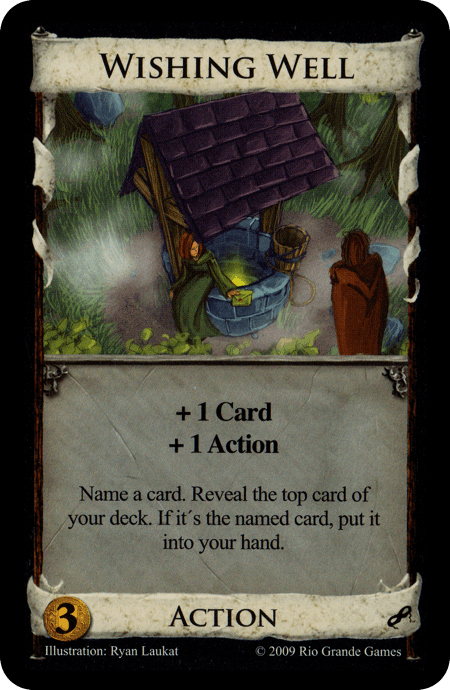 Wishing Well
+ 1 Card
+ 1 Action
Name a card. Reveal the top card of
your deck. If it´s the named card, put it
into your hand.
3
Action
Illustration: Ryan Laukat © 2009 Rio Grande Games